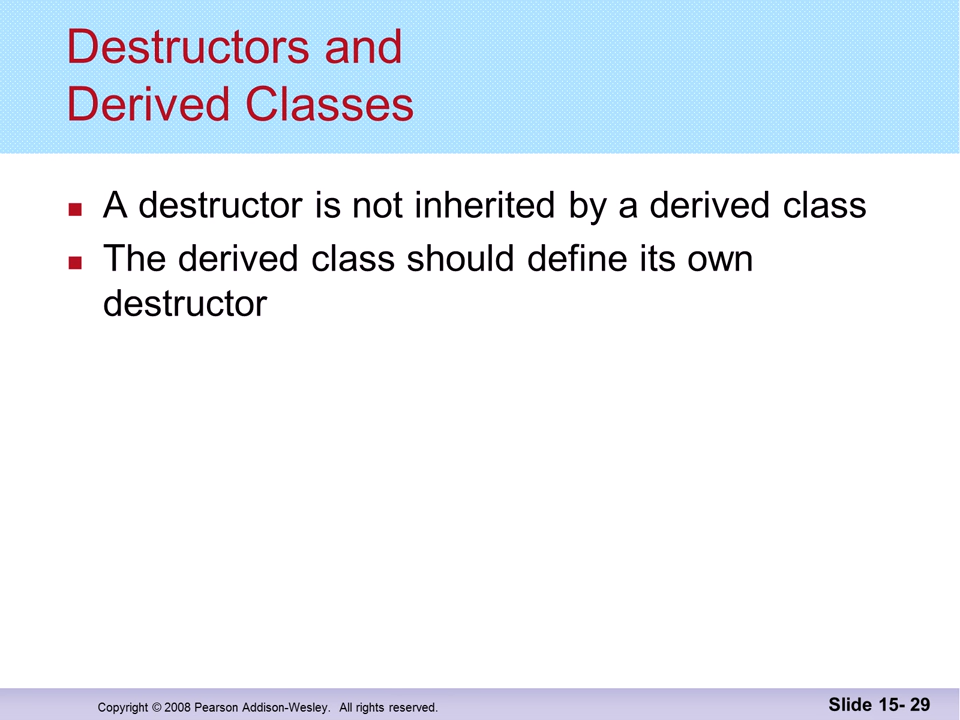 Destructors and
Derived Classes
A destructor is not inherited by a derived class
The derived class should define its own
destructor
Copyright © 2008 Pearson Addison-Wesley. All rights reserved.
Slide 15- 29